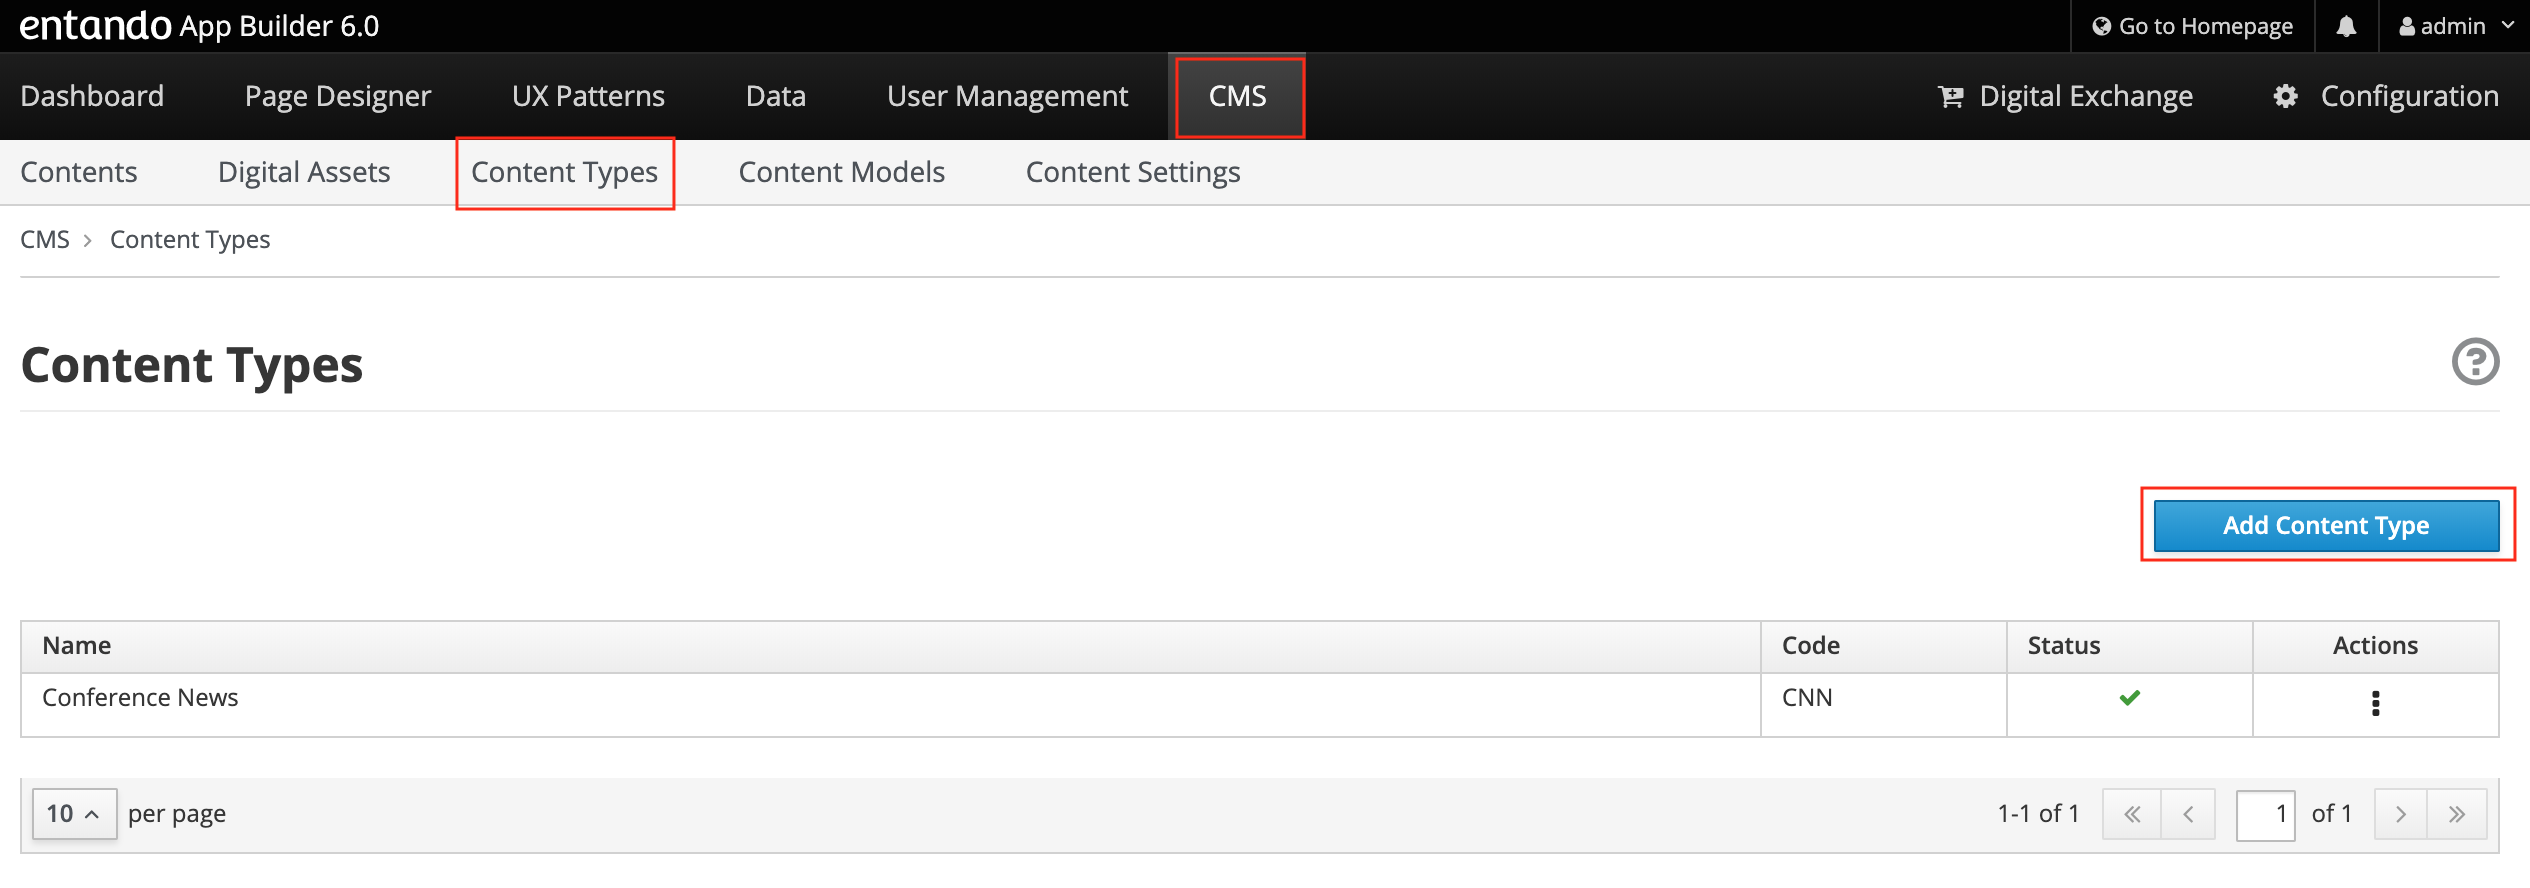 entando App Builder 6.0
Go to Homepage
admin
Dashboard
Page Designer
UX Patterns
Data
User Management
CMS
Digital Exchange
Configuration
Contents
Digital Assets
Content Types
Content Models
Content Settings
CMS > Content Types
Content Types
Add Content Type
Name
Code
Status
Actions
Conference News
CNN
10 per page
1-1 of 1
1 of 1